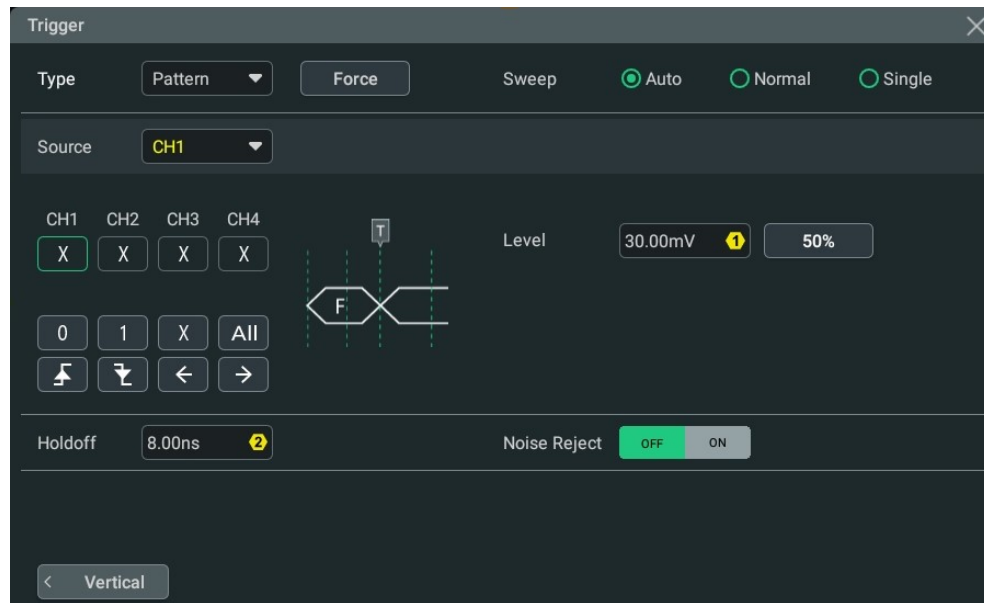 Trigger
Type Pattern Force Sweep Auto Normal Single
Source CH1
CH1 CH2 CH3 CH4
X X X X
T
F
Level 30.00mV 1 50%
0 1 X All
Holdoff 8.00ns 2 Noise Reject OFF ON
Vertical